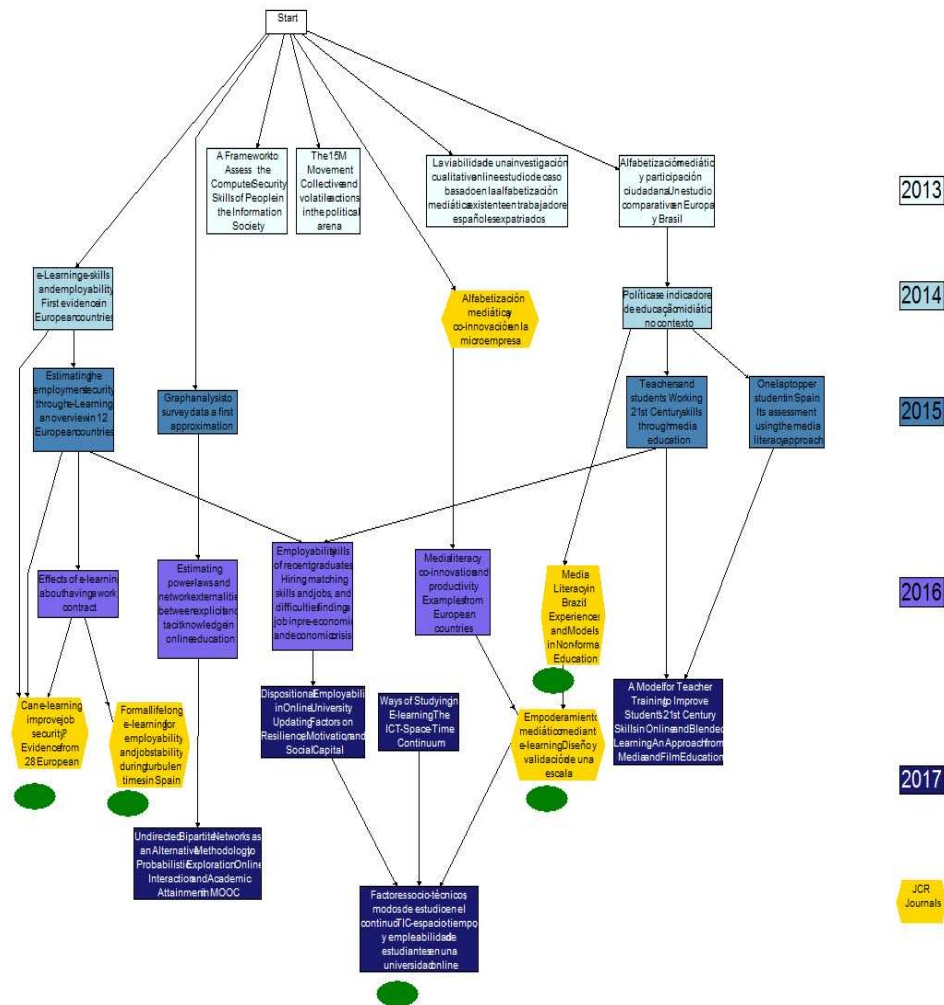 Start
A Framework to
Assess the
Computer Security
Skills of People in
the Information
Society
The 15M
Movement
Collective and
volatile actions
in the political
arena
La viabilidad de una investigación
cualitativa online estudio de caso
basado en la alfabetización
mediática existente en trabajadore
españoles expatriados
Alfabetización mediátic
y participación
ciudadana Un estudio
comparativo en Europa
y Brasil
2013
e-Learning e-skills
and employability
First evidence in
European countries
Alfabetización
mediática y
co-innovación en la
microempresa
Políticas e indicadore
de educação midiátic
no contexto
2014
Estimating the
employment security
through e-Learning
an overview in 12
European countries
Graph analysis to
survey data a first
approximation
Teachers and
students Working
21st Century skills
through media
education
One laptop per
student in Spain
Its assessment
using the media
literacy approach
2015
Effects of e-learning
about having a work
contract
Estimating
power-laws and
network externalitie
between explicit and
tacit knowledge in
online education
Employability skills
of recent graduates
Hiring matching
skills and jobs, and
difficulties finding a
job in pre-economic
and economic crisis
Media literacy
co-innovation and
productivity
Examples from
European
countries
Media
Literacy in
Brazil
Experiences
and Models
in Non-forma
Education
2016
Can e-learning
improve job
security?
Evidence from
28 European
Formal lifelong
e-learning for
employability
and job stability
during turbulen
times in Spain
Dispositional Employabili
in Online University
Updating Factors on
Resilience, Motivation, and
Social Capital
Ways of Studying in
E-learning The
ICT-Space-Time
Continuum
Empoderamiento
mediático mediant
e-learning Diseño y
validación de una
escala
A Model for Teacher
Training to Improve
Students 21st Century
Skills in Online and Blended
Learning An Approach from
Media and Film Education
2017
Undirected Bipartite Networks as
an Alternative Methodology to
Probabilistic Exploration Online
Interaction and Academic
Attainment in MOOC
Factores socio-técnicos,
modos de estudio en el
continuo TIC-espacio-tiempo
y empleabilidad de
estudiantes en una
universidad online
JCR
Journals